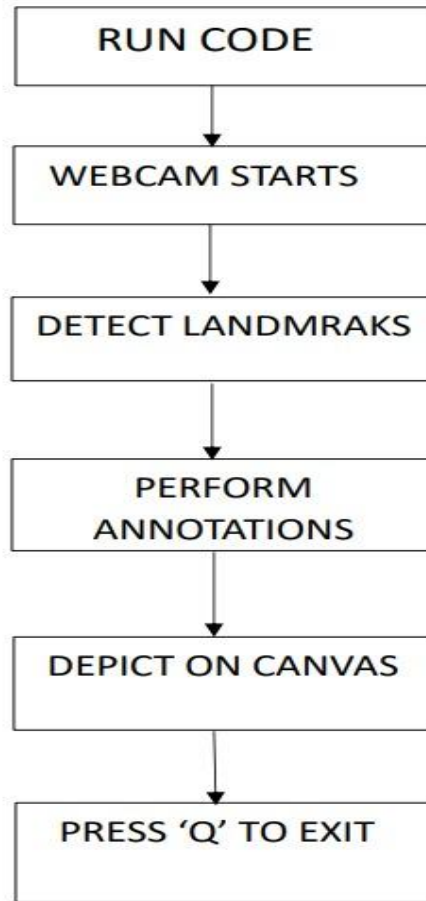 RUN CODE
WEBCAM STARTS
DETECT LANDMRAKS
PERFORM
ANNOTATIONS
DEPICT ON CANVAS
PRESS ‘Q’ TO EXIT